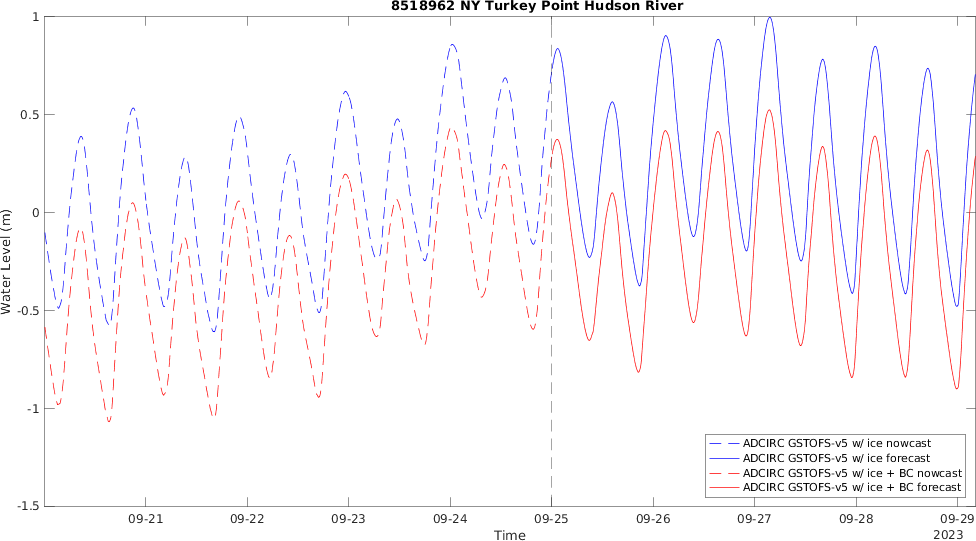 8518962 NY Turkey Point Hudson River
1
0.5
0
-0.5
-1
-1.5
Water Level (m)
09-21 09-22 09-23 09-24 09-25 09-26 09-27 09-28 09-29
Time
2023
ADCIRC GSTOFS-v5 w/ ice nowcast
ADCIRC GSTOFS-v5 w/ ice forecast
ADCIRC GSTOFS-v5 w/ ice + BC nowcast
ADCIRC GSTOFS-v5 w/ ice + BC forecast